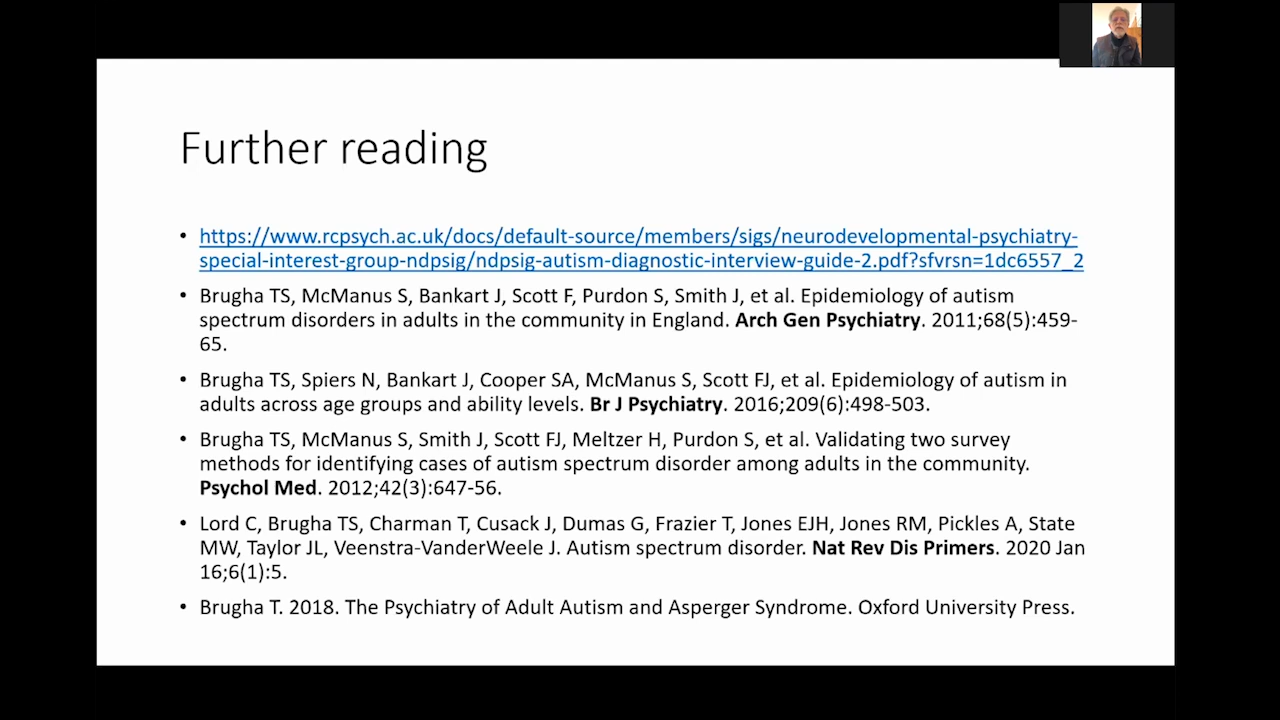 Further reading
• https://www.rcpsych.ac.uk/docs/default-source/members/sigs/neurodevelopmental-psychiatry-
special-interest-group-ndpsig/ndpsig-autism-diagnostic-interview-guide-2.pdf?sfvrsn=1dc6557_2
• Brugha TS, McManus S, Bankart J, Scott F, Purdon S, Smith J, et al. Epidemiology of autism
spectrum disorders in adults in the community in England. Arch Gen Psychiatry. 2011;68(5):459-
65.
• Brugha TS, Spiers N, Bankart J, Cooper SA, McManus S, Scott FJ, et al. Epidemiology of autism in
adults across age groups and ability levels. Br J Psychiatry. 2016;209(6):498-503.
• Brugha TS, McManus S, Smith J, Scott FJ, Meltzer H, Purdon S, et al. Validating two survey
methods for identifying cases of autism spectrum disorder among adults in the community.
Psychol Med. 2012;42(3):647-56.
• Lord C, Brugha TS, Charman T, Cusack J, Dumas G, Frazier T, Jones EJH, Jones RM, Pickles A, State
MW, Taylor JL, Veenstra-VanderWeele J. Autism spectrum disorder. Nat Rev Dis Primers. 2020 Jan
16;6(1):5.
• Brugha T. 2018. The Psychiatry of Adult Autism and Asperger Syndrome. Oxford University Press.